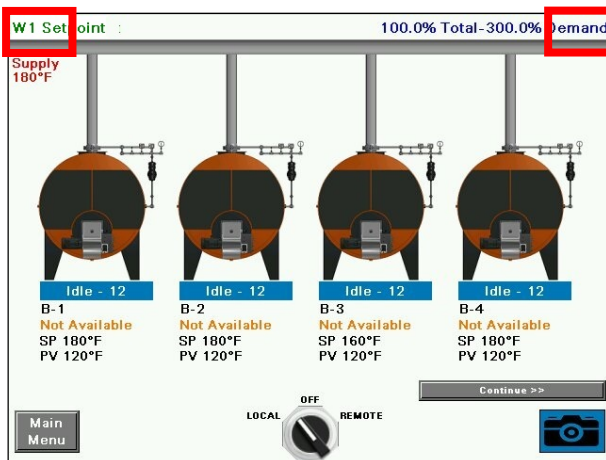 W1 Setpoint : 100.0% Total-300.0% Demand
Supply
180°F
Idle - 12 Idle - 12 Idle - 12 Idle - 12
B-1 B-2 B-3 B-4
Not Available Not Available Not Available Not Available
SP 180°F SP 180°F SP 160°F SP 180°F
PV 120°F PV 120°F PV 120°F PV 120°F
Continue >>
OFF
LOCAL REMOTE
Main
Menu